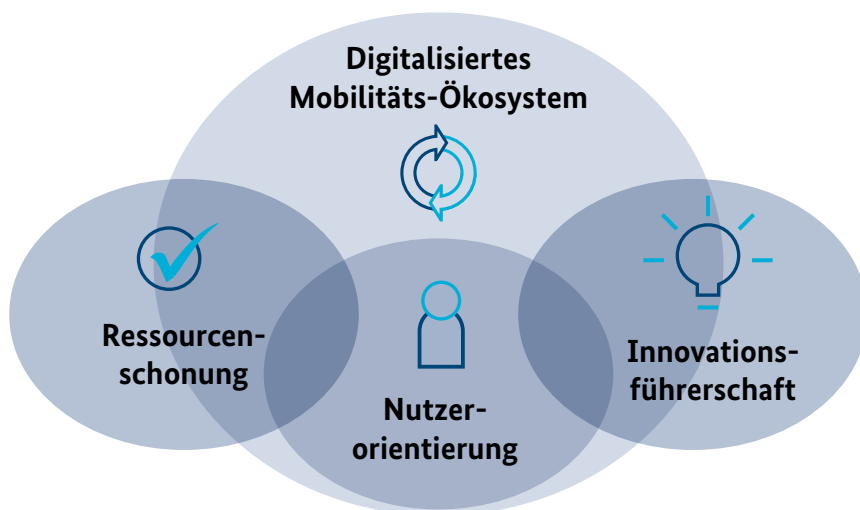 Digitalisiertes
Mobilitäts-Ökosystem
Ressourcen-
schonung
Nutzer-
orientierung
Innovations-
führerschaft